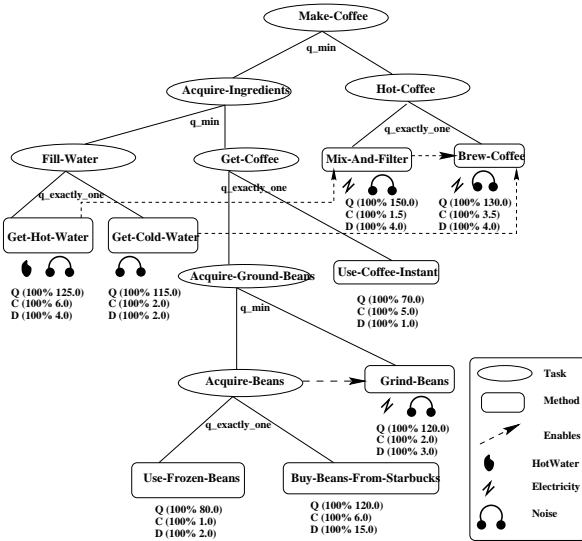 Make-Coffee
q_min
Acquire-Ingredients
Hot-Coffee
q_min
q_exactly_one
Fill-Water
Get-Coffee
Mix-And-Filter
Brew-Coffee
q_exactly_one
q_exactly_one
Q (100% 150.0)
C (100% 1.5)
D (100% 4.0)
Q (100% 130.0)
C (100% 3.5)
D (100% 4.0)
Get-Hot-Water
Get-Cold-Water
Q (100% 125.0)
C (100% 6.0)
D (100% 4.0)
Q (100% 115.0)
C (100% 2.0)
D (100% 2.0)
Acquire-Ground-Beans
Use-Coffee-Instant
Q (100% 70.0)
C (100% 5.0)
D (100% 1.0)
q_min
Acquire-Beans
Grind-Beans
Q (100% 120.0)
C (100% 2.0)
D (100% 3.0)
q_exactly_one
Use-Frozen-Beans
Buy-Beans-From-Starbucks
Q (100% 80.0)
C (100% 1.0)
D (100% 2.0)
Q (100% 120.0)
C (100% 6.0)
D (100% 15.0)
Task
Method
Enables
HotWater
Electricity
Noise